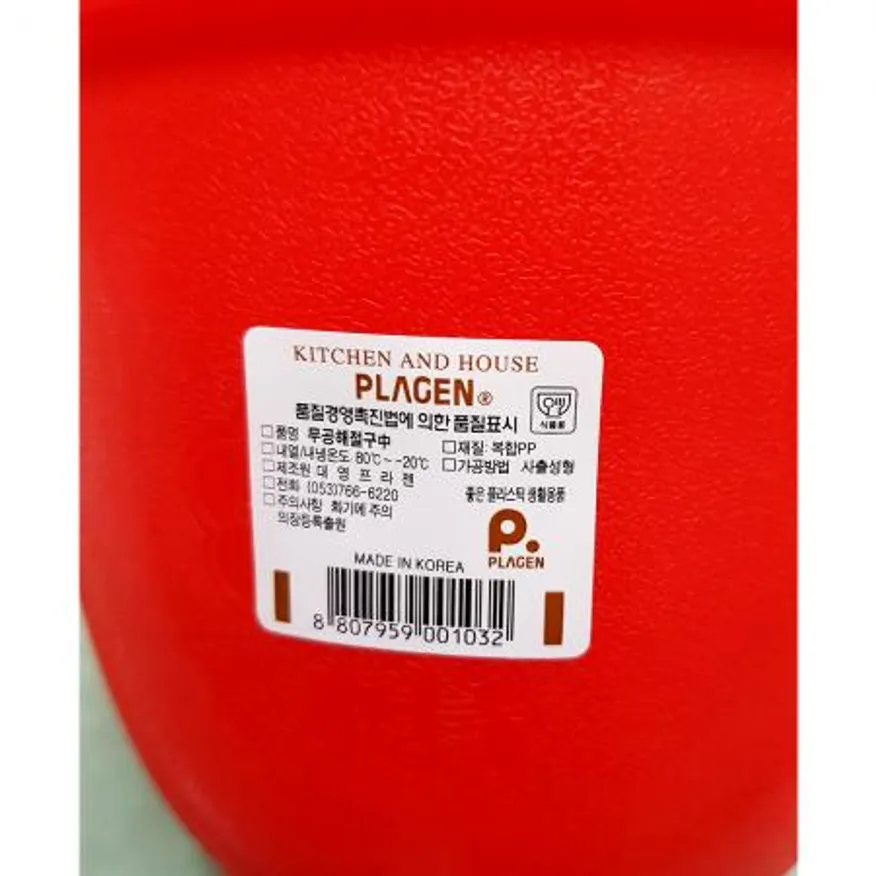 KITCHEN AND HOUSE
PLAGEN ®
품질경영촉진법에 의한 품질표시
식품용
□품명 무공해절구中
□내열/내냉온도 80℃~-20℃
□제조원 대 영 프 라 젠
□전화 (053)766-6220
□주의사항 화기에 주의
의장등록출원
□재질: 복합PP
□가공방법 사출성형
좋은 플라스틱 생활용품
P.
PLAGEN
MADE IN KOREA
8 807959 001032